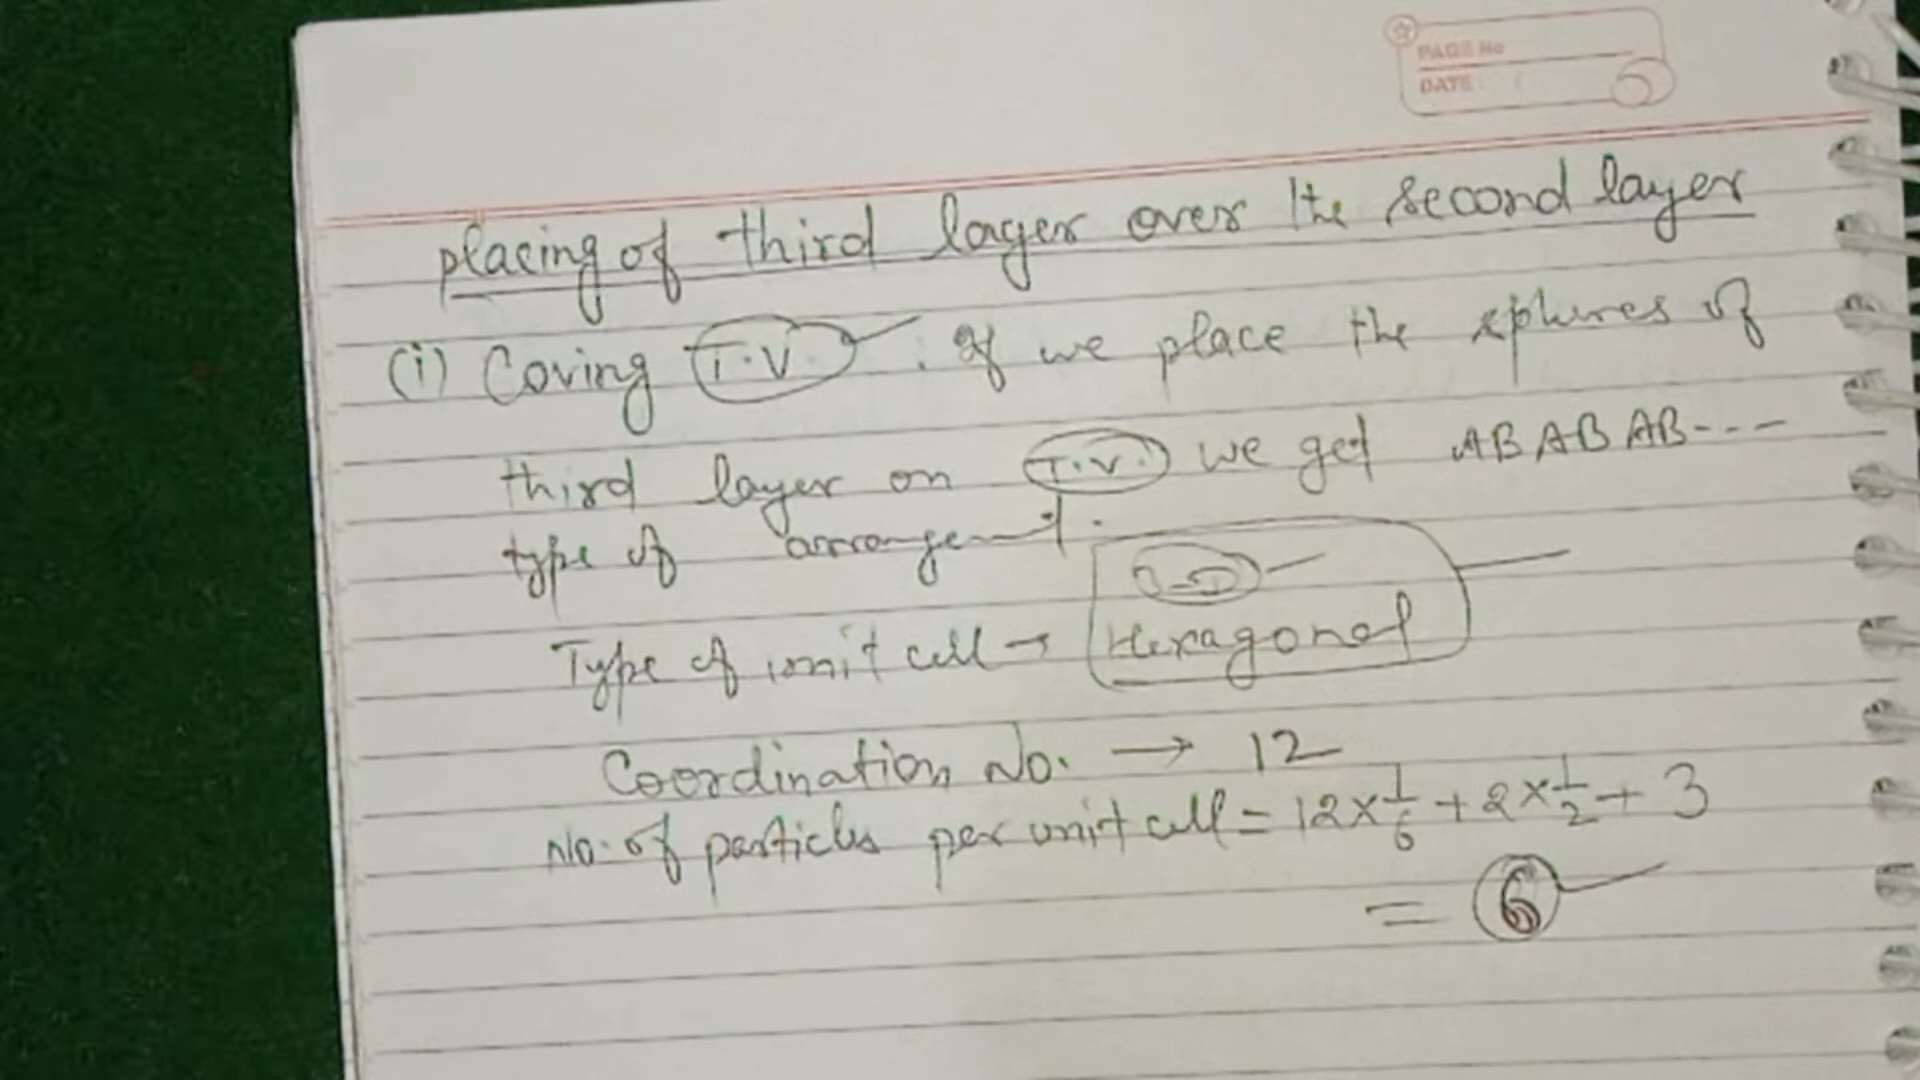 PAGE No
DATE :
placing of third layer over the second layer
(i) Coving T.V. . If we place the spheres of
third layer on T.V. we get ABABAB---
type of arrangement.
3-D
Type of unit cell → Hexagonal
Coordination No. → 12
No. of particles per unit cell = 12 × 1/6 + 2 × 1/2 + 3
= 6